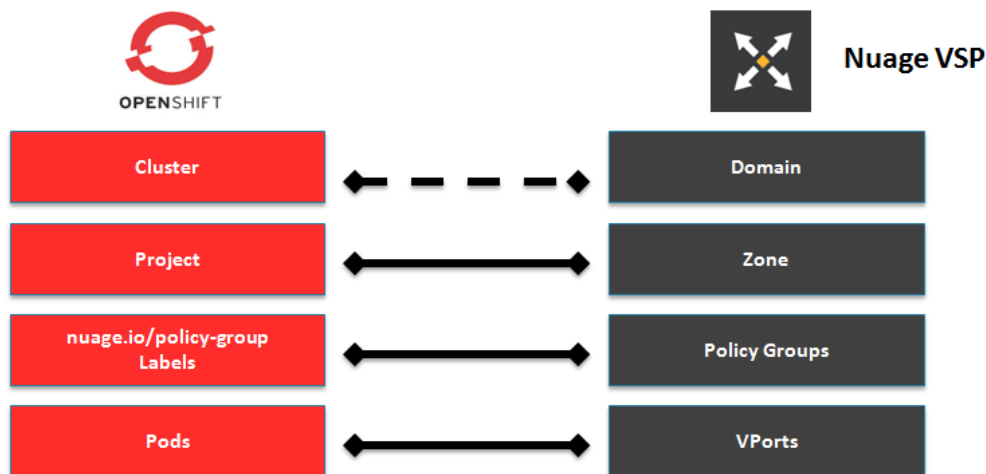 OPENSHIFT
Nuage VSP
Cluster
Domain
Project
Zone
nuage.io/policy-group
Labels
Policy Groups
Pods
VPorts